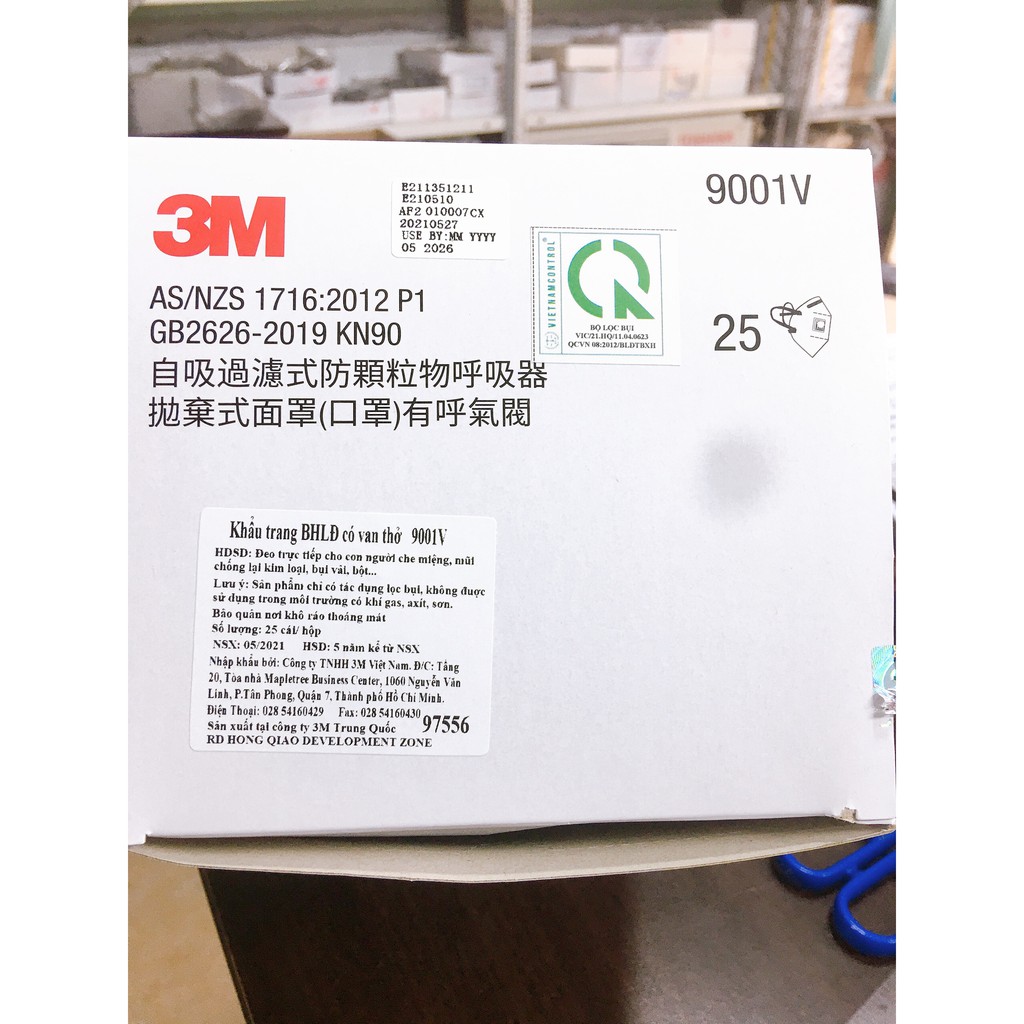 3M
E211351211
E210510
AF2 010007CX
20210527
USE BY:MM YYYY
05 2026
9001V
AS/NZS 1716:2012 P1
GB2626-2019 KN90
自吸過濾式防顆粒物呼吸器
拋棄式面罩(口罩)有呼氣閥
VIETNAMCONTROL®
BỘ LỌC BỤI
VIC/21.HQ/11.04.0623
QCVN 08:2012/BLDTBXH
25
Khẩu trang BHLĐ có van thở 9001V
HDSD: Đeo trực tiếp cho con người che miệng, mũi
chống lại kim loại, bụi vải, bột...
Lưu ý: Sản phẩm chỉ có tác dụng lọc bụi, không được
sử dụng trong môi trường có khí gas, axít, sơn.
Bảo quản nơi khô ráo thoáng mát
Số lượng: 25 cái/ hộp
NSX: 05/2021 HSD: 5 năm kể từ NSX
Nhập khẩu bởi: Công ty TNHH 3M Việt Nam. Đ/C: Tầng
20, Tòa nhà Mapletree Business Center, 1060 Nguyễn Văn
Linh, P.Tân Phong, Quận 7, Thành phố Hồ Chí Minh.
Điện Thoại: 028 54160429 Fax: 028 54160430
Sản xuất tại công ty 3M Trung Quốc 97556
RD HONG QIAO DEVELOPMENT ZONE